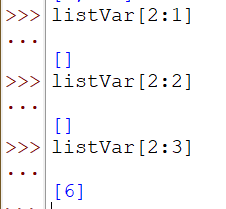 >>> listVar[2:1]
...
[]
>>> listVar[2:2]
...
[]
>>> listVar[2:3]
...
[6]